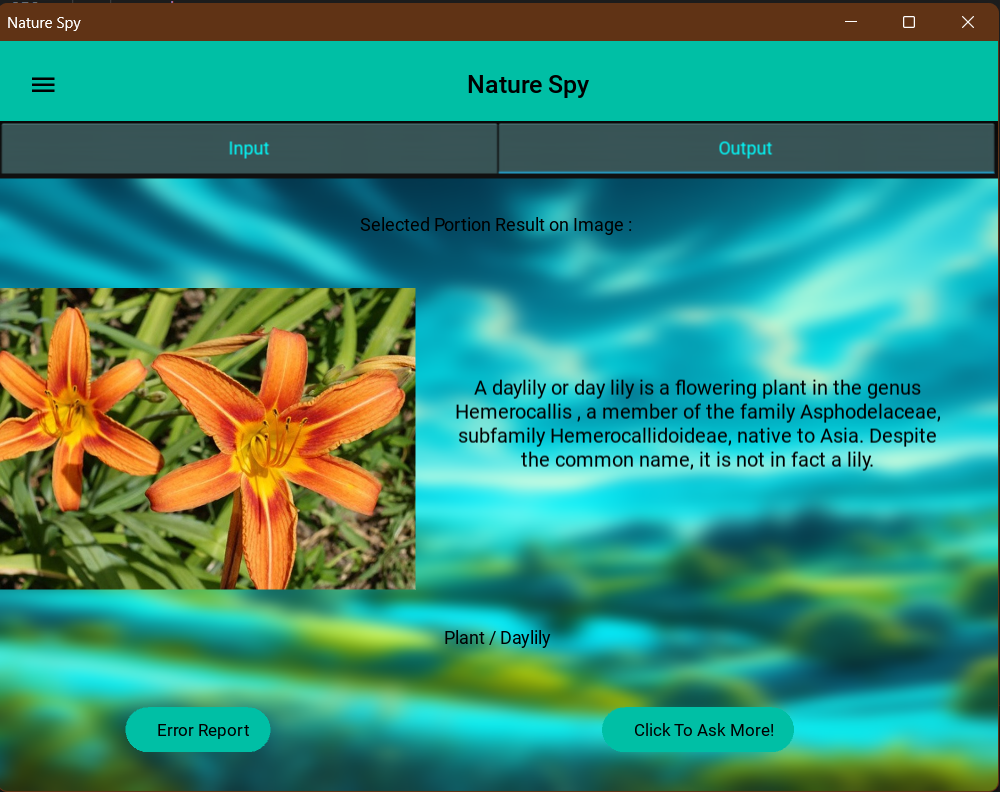 Nature Spy
Nature Spy
Input
Output
Selected Portion Result on Image :
A daylily or day lily is a flowering plant in the genus
Hemerocallis , a member of the family Asphodelaceae,
subfamily Hemerocallidoideae, native to Asia. Despite
the common name, it is not in fact a lily.
Plant / Daylily
Error Report
Click To Ask More!